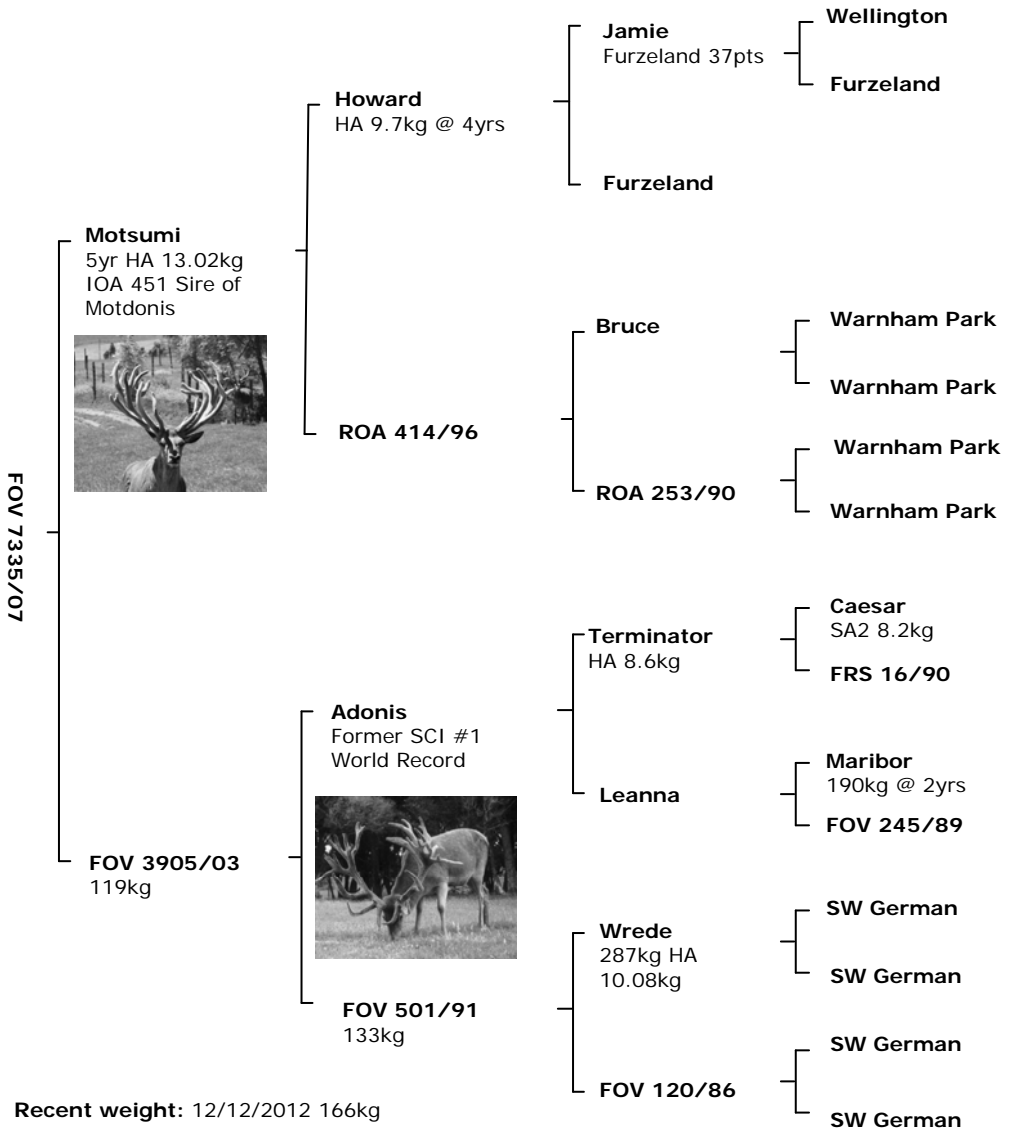 FOV 7335/07
Motsumi
5yr HA 13.02kg
IOA 451 Sire of
Motdonis
FOV 3905/03
119kg
Howard
HA 9.7kg @ 4yrs
ROA 414/96
Adonis
Former SCI #1
World Record
FOV 501/91
133kg
Jamie
Furzeland 37pts
Furzeland
Bruce
ROA 253/90
Terminator
HA 8.6kg
Leanna
Wrede
287kg HA
10.08kg
FOV 120/86
Wellington
Furzeland
Warnham Park
Warnham Park
Warnham Park
Warnham Park
Caesar
SA2 8.2kg
FRS 16/90
Maribor
190kg @ 2yrs
FOV 245/89
SW German
SW German
SW German
SW German
Recent weight: 12/12/2012 166kg